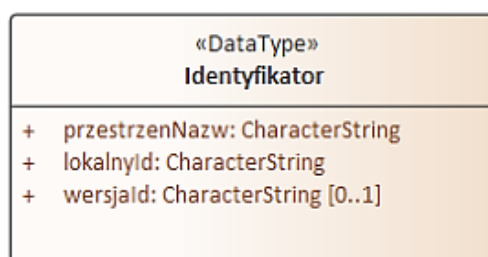 «DataType»
Identyfikator
+ przestrzenNazw: CharacterString
+ lokalnyId: CharacterString
+ wersjaId: CharacterString [0..1]